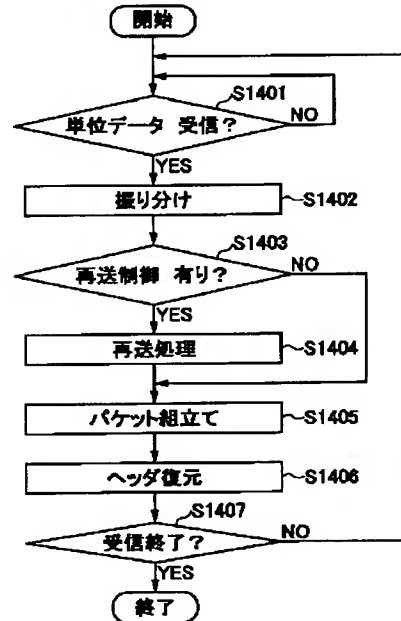 開始
S1401
単位データ 受信?
NO
YES
振り分け
S1402
S1403
再送制御 有り?
NO
YES
再送処理
S1404
パケット組立て
S1405
ヘッダ復元
S1406
S1407
受信終了?
NO
YES
終了